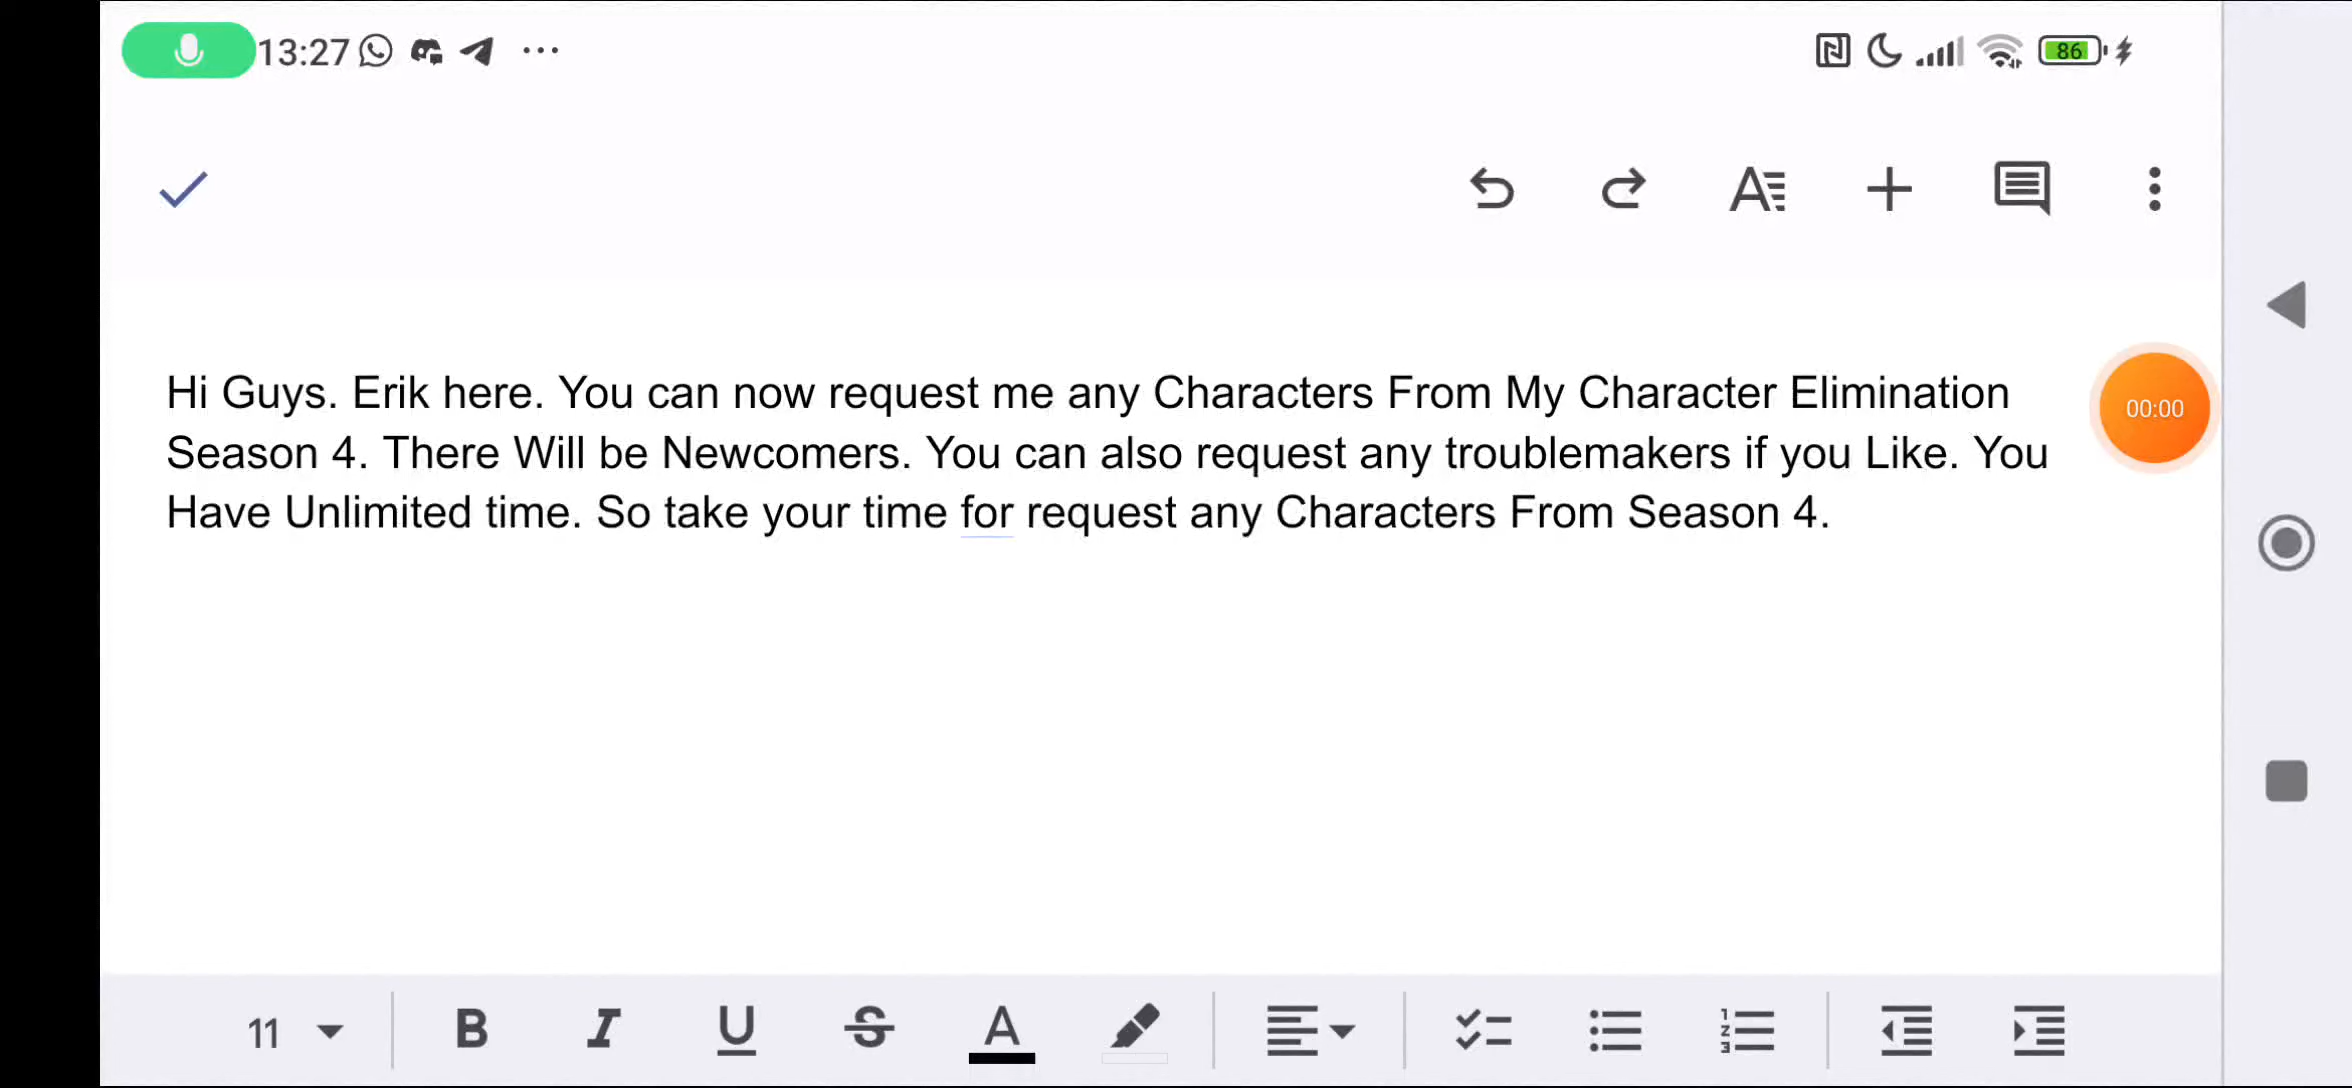 13:27
86
Hi Guys. Erik here. You can now request me any Characters From My Character Elimination
Season 4. There Will be Newcomers. You can also request any troublemakers if you Like. You
Have Unlimited time. So take your time for request any Characters From Season 4.
00:00
11